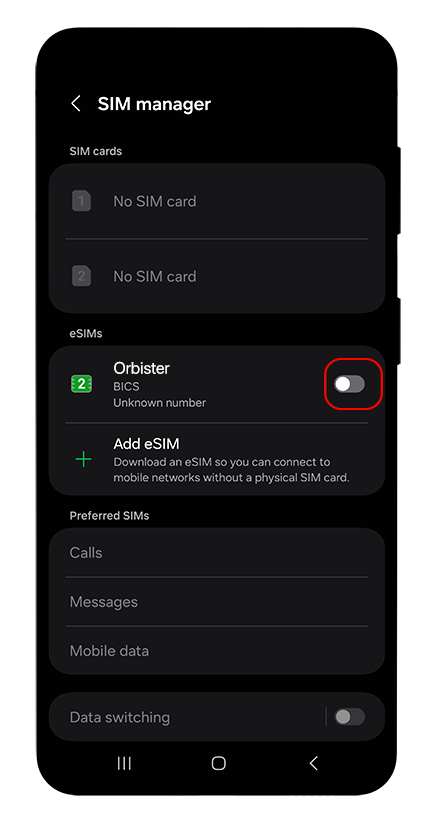 SIM manager
SIM cards
1
No SIM card
2
No SIM card
eSIMs
Orbister
2
BICS
Unknown number
Add eSIM
Download an eSIM so you can connect to
mobile networks without a physical SIM card.
Preferred SIMs
Calls
Messages
Mobile data
Data switching